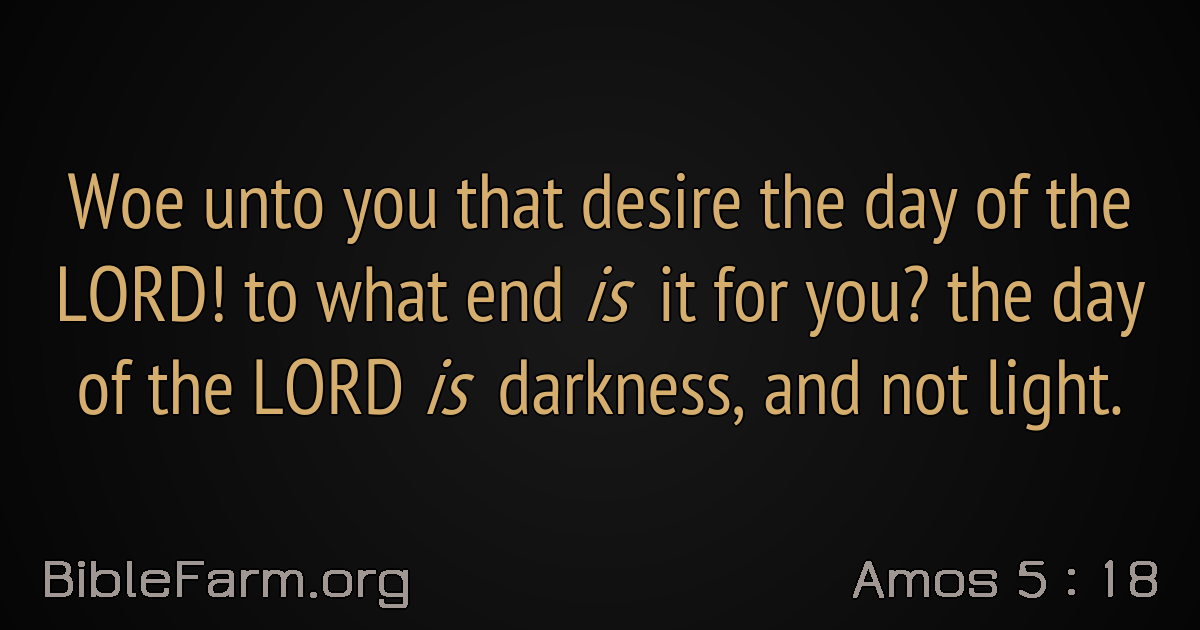 Woe unto you that desire the day of the
LORD! to what end is it for you? the day
of the LORD is darkness, and not light.
BibleFarm.org
Amos 5 : 18